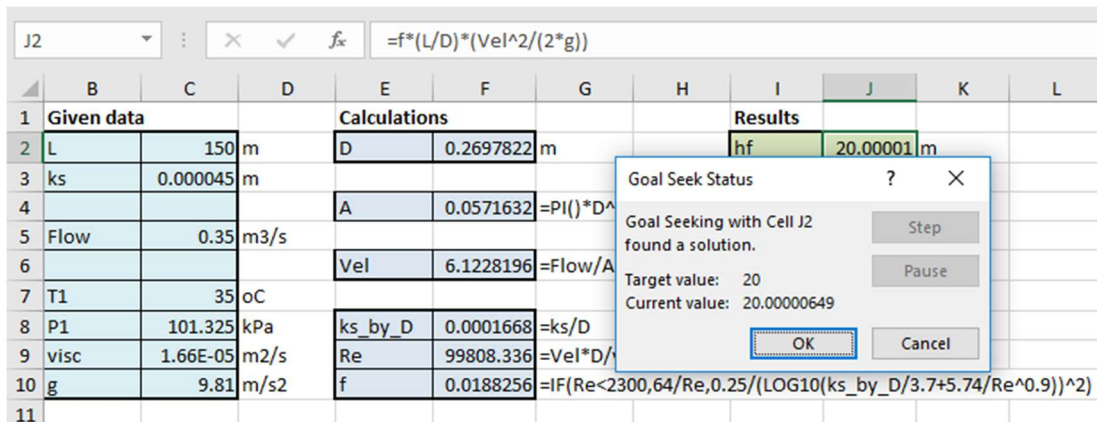 J2 fx =f*(L/D)*(Vel^2/(2*g))
B C D E F G H I J K L
1 Given data Calculations Results
2 L 150 m D 0.2697822 m hf 20.00001 m
3 ks 0.000045 m
4 A 0.0571632 =PI()*D^
5 Flow 0.35 m3/s
6 Vel 6.1228196 =Flow/A
7 T1 35 oC
8 P1 101.325 kPa ks_by_D 0.0001668 =ks/D
9 visc 1.66E-05 m2/s Re 99808.336 =Vel*D/
10 g 9.81 m/s2 f 0.0188256 =IF(Re<2300,64/Re,0.25/(LOG10(ks_by_D/3.7+5.74/Re^0.9))^2)
11
Goal Seek Status ? ×
Goal Seeking with Cell J2
found a solution.
Step
Target value: 20
Pause
Current value: 20.00000649
OK Cancel